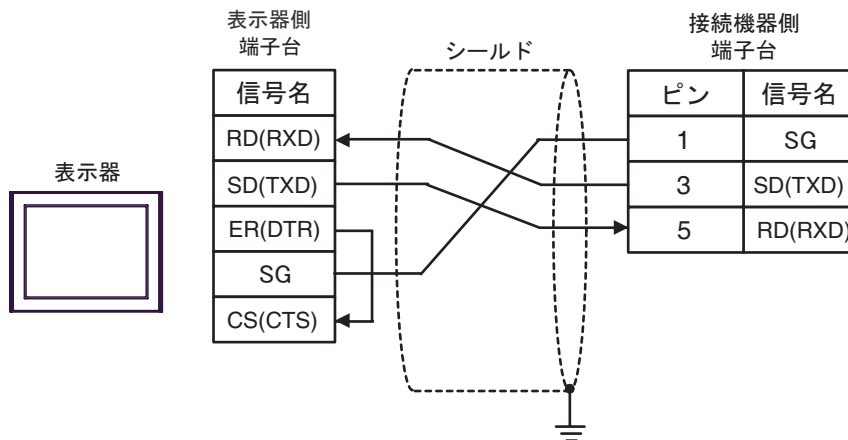 表示器側
端子台
シールド
接続機器側
端子台
信号名
RD(RXD)
SD(TXD)
ER(DTR)
SG
CS(CTS)
表示器
ピン 信号名
1 SG
3 SD(TXD)
5 RD(RXD)